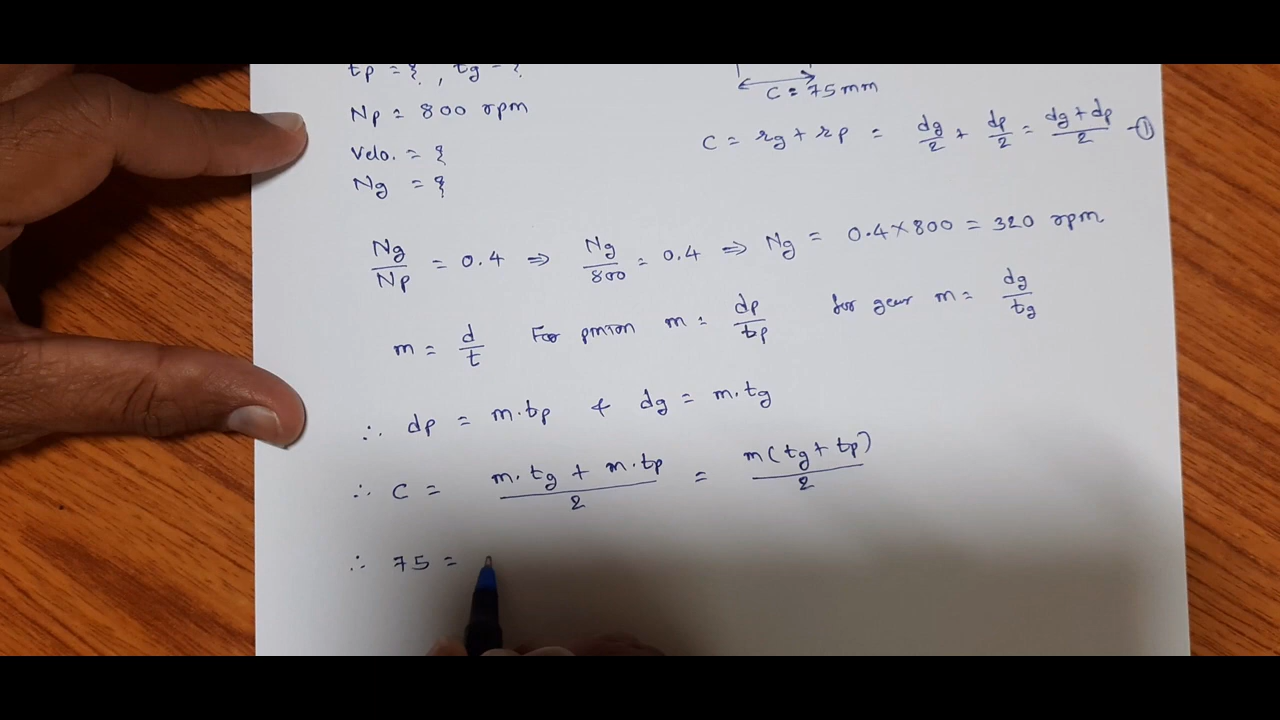 tp = ? , tg = ?
C = 75 mm
Np = 800 rpm
C = rg + rp = dg/2 + dp/2 = (dg + dp)/2 - ①
Velo. = ?
Ng = ?
Ng/Np = 0.4 ⇒ Ng/800 = 0.4 ⇒ Ng = 0.4 × 800 = 320 rpm
m = d/t For pinion m = dp/tp for gear m = dg/tg
∴ dp = m·tp & dg = m·tg
∴ C = (m·tg + m·tp)/2 = m(tg + tp)/2
∴ 75 =